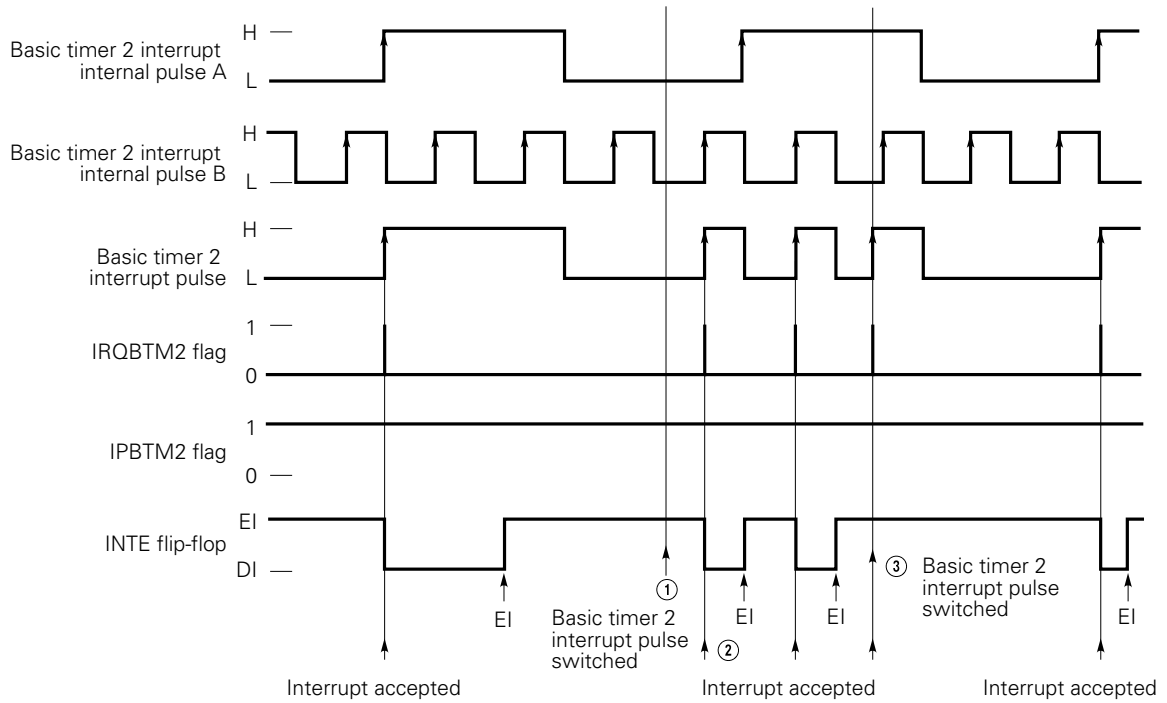 H
Basic timer 2 interrupt
internal pulse A
L
H
Basic timer 2 interrupt
internal pulse B
L
H
Basic timer 2
interrupt pulse
L
1
IRQBTM2 flag
0
1
IPBTM2 flag
0
EI
INTE flip-flop
DI
EI
①
Basic timer 2
interrupt pulse
switched
EI
EI
②
③ Basic timer 2
interrupt pulse
switched
EI
Interrupt accepted
Interrupt accepted
Interrupt accepted